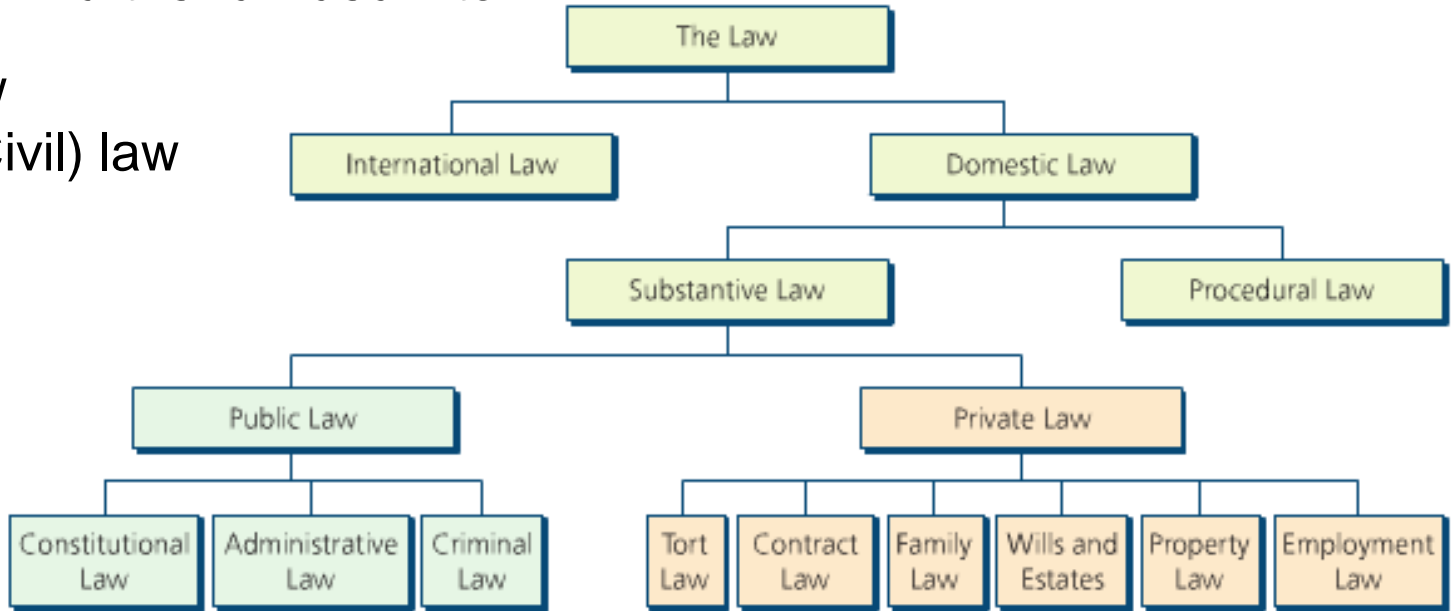 The Law
(Civil) law
International Law
Domestic Law
Substantive Law
Procedural Law
Public Law
Private Law
Constitutional
Law
Administrative
Law
Criminal
Law
Tort
Law
Contract
Law
Family
Law
Wills and
Estates
Property
Law
Employment
Law